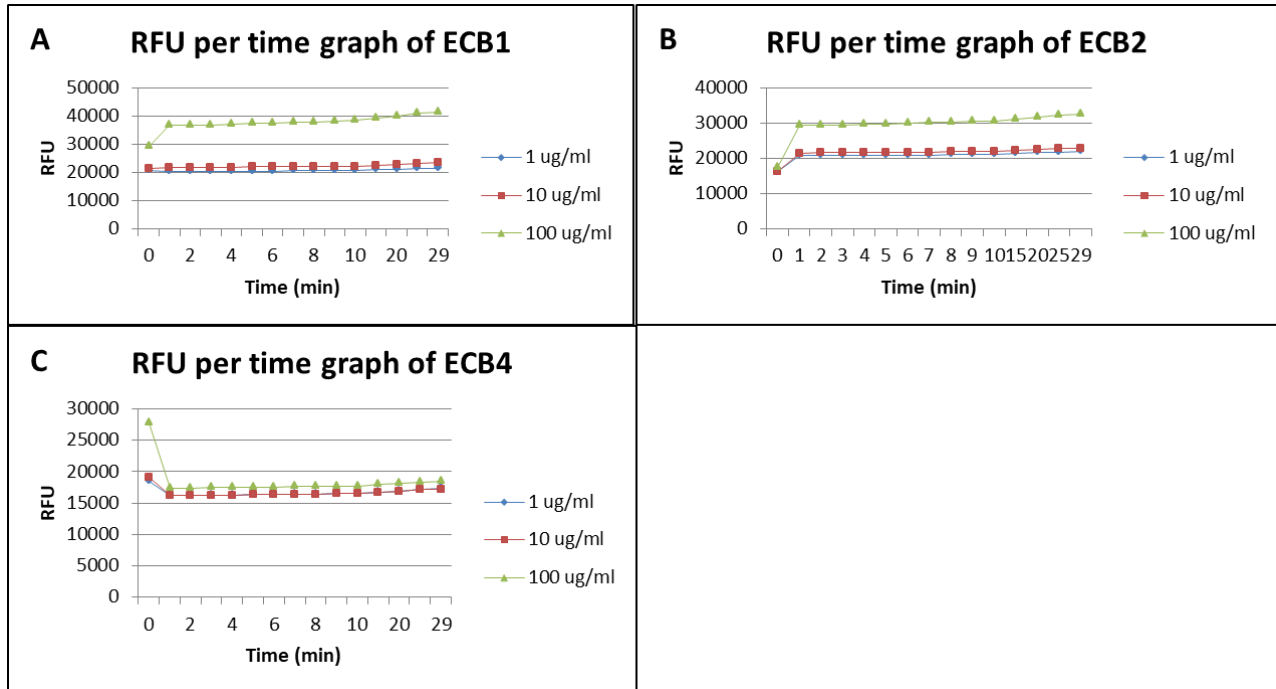 A
RFU per time graph of ECB1
50000
40000
30000
20000
10000
0
RFU
0 2 4 6 8 10 20 29
Time (min)
1 ug/ml
10 ug/ml
100 ug/ml
B
RFU per time graph of ECB2
40000
30000
20000
10000
0
RFU
0 1 2 3 4 5 6 7 8 9 10 15 20 25 29
Time (min)
1 ug/ml
10 ug/ml
100 ug/ml
C
RFU per time graph of ECB4
30000
25000
20000
15000
10000
5000
0
RFU
0 2 4 6 8 10 20 29
Time (min)
1 ug/ml
10 ug/ml
100 ug/ml